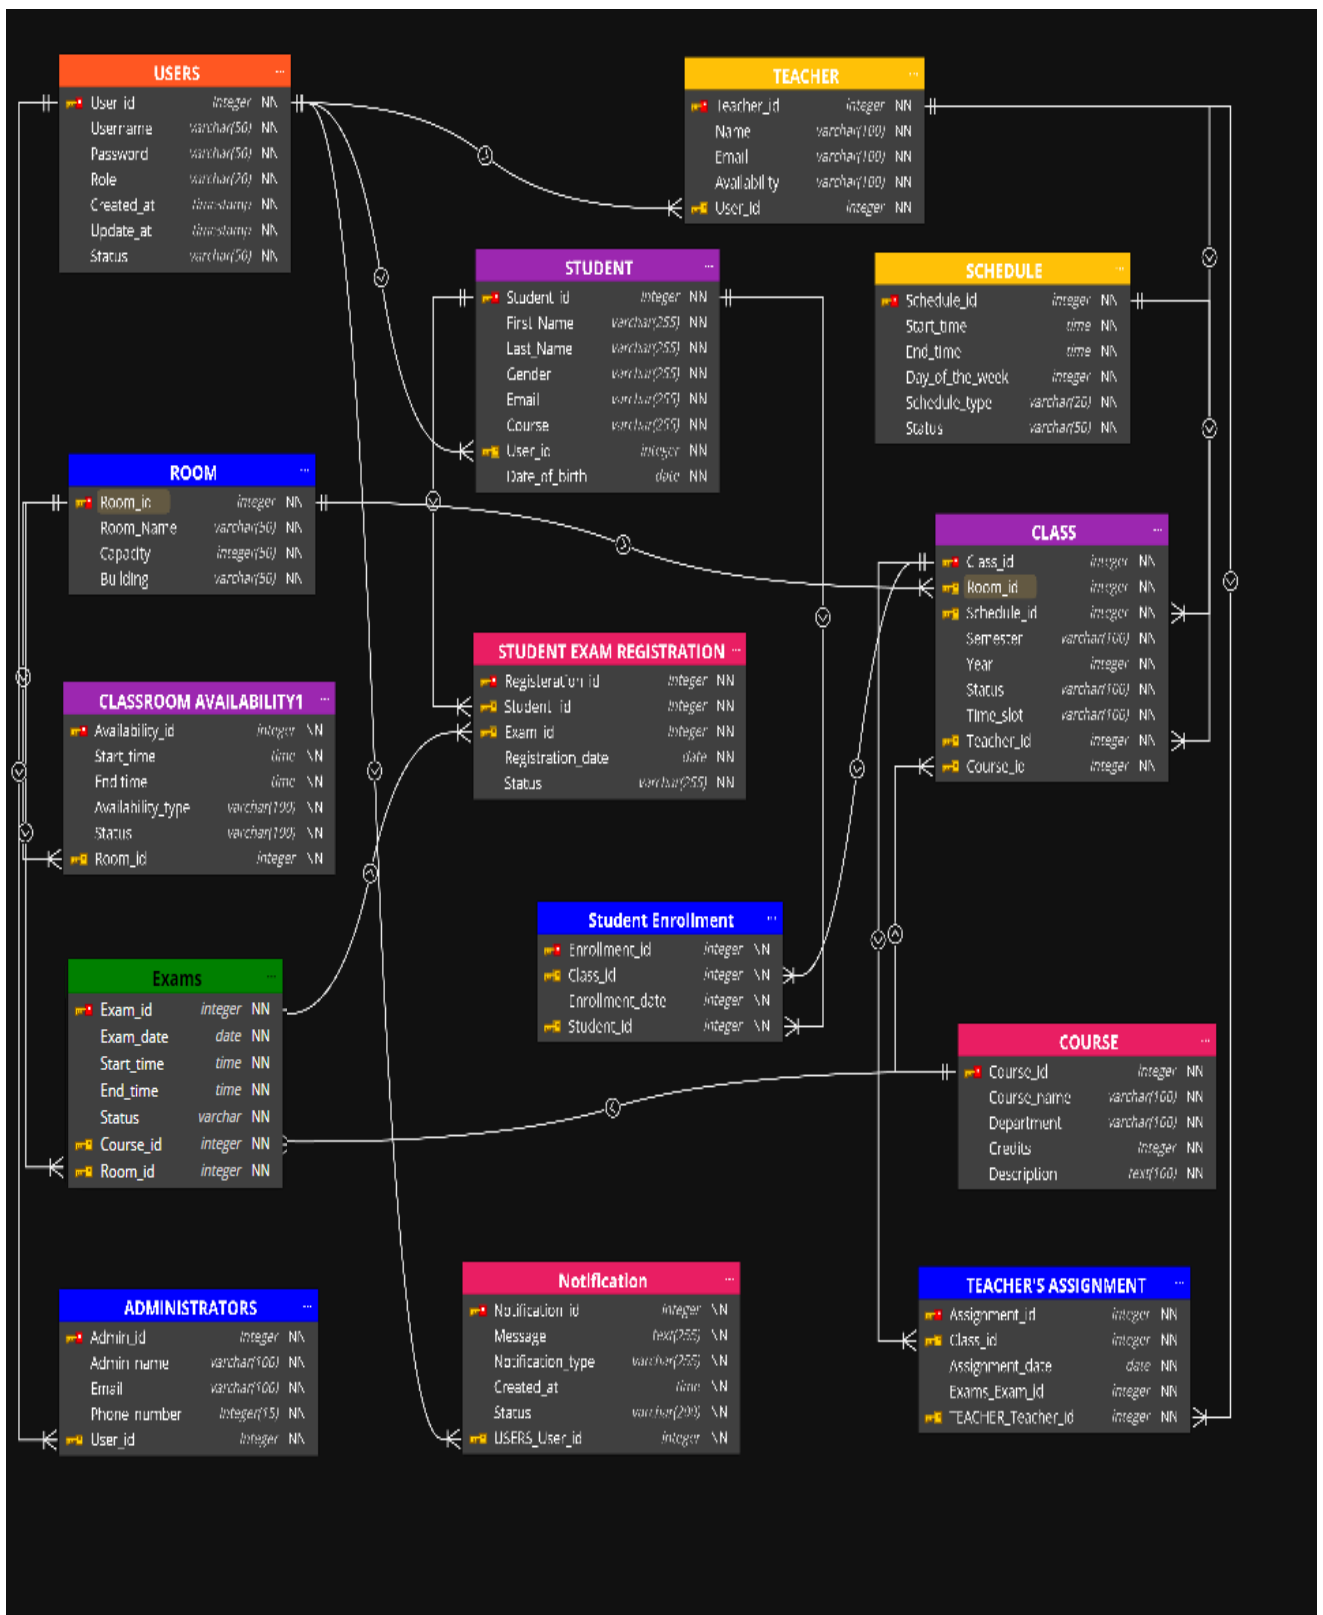 USERS ...
User_id integer NN
Username varchar(50) NN
Password varchar(50) NN
Role varchar(20) NN
Created_at timestamp NN
Update_at timestamp NN
Status varchar(50) NN
TEACHER ...
Teacher_id integer NN
Name varchar(100) NN
Email varchar(100) NN
Availability varchar(100) NN
User_id integer NN
STUDENT ...
Student_id integer NN
First_Name varchar(255) NN
Last_Name varchar(255) NN
Gender varchar(255) NN
Email varchar(255) NN
Course varchar(255) NN
User_id integer NN
Date_of_birth date NN
SCHEDULE ...
Schedule_id integer NN
Start_time time NN
End_time time NN
Day_of_the_week integer NN
Schedule_type varchar(20) NN
Status varchar(50) NN
ROOM ...
Room_id integer NN
Room_Name varchar(50) NN
Capacity integer(50) NN
Building varchar(50) NN
CLASS ...
Class_id integer NN
Room_id integer NN
Schedule_id integer NN
Semester varchar(100) NN
Year integer NN
Status varchar(100) NN
Time_slot varchar(100) NN
Teacher_id integer NN
Course_id integer NN
STUDENT EXAM REGISTRATION ...
Registeration_id integer NN
Student_id integer NN
Exam_id integer NN
Registration_date date NN
Status varchar(255) NN
CLASSROOM AVAILABILITY1 ...
Availability_id integer NN
Start_time time NN
End time time NN
Availability_type varchar(100) NN
Status varchar(100) NN
Room_id integer NN
Student Enrollment ...
Enrollment_id integer NN
Class_id integer NN
Enrollment_date integer NN
Student_id integer NN
Exams ...
Exam_id integer NN
Exam_date date NN
Start_time time NN
End_time time NN
Status varchar NN
Course_id integer NN
Room_id integer NN
COURSE ...
Course_id integer NN
Course_name varchar(100) NN
Department varchar(100) NN
Credits integer NN
Description text(100) NN
ADMINISTRATORS ...
Admin_id integer NN
Admin_name varchar(100) NN
Email varchar(100) NN
Phone_number integer(15) NN
User_id integer NN
Notification ...
Notification_id integer NN
Message text(255) NN
Notification_type varchar(255) NN
Created_at time NN
Status varchar(200) NN
USERS_User_id integer NN
TEACHER'S ASSIGNMENT ...
Assignment_id integer NN
Class_id integer NN
Assignment_date date NN
Exams_Exam_id integer NN
TEACHER_Teacher_id integer NN